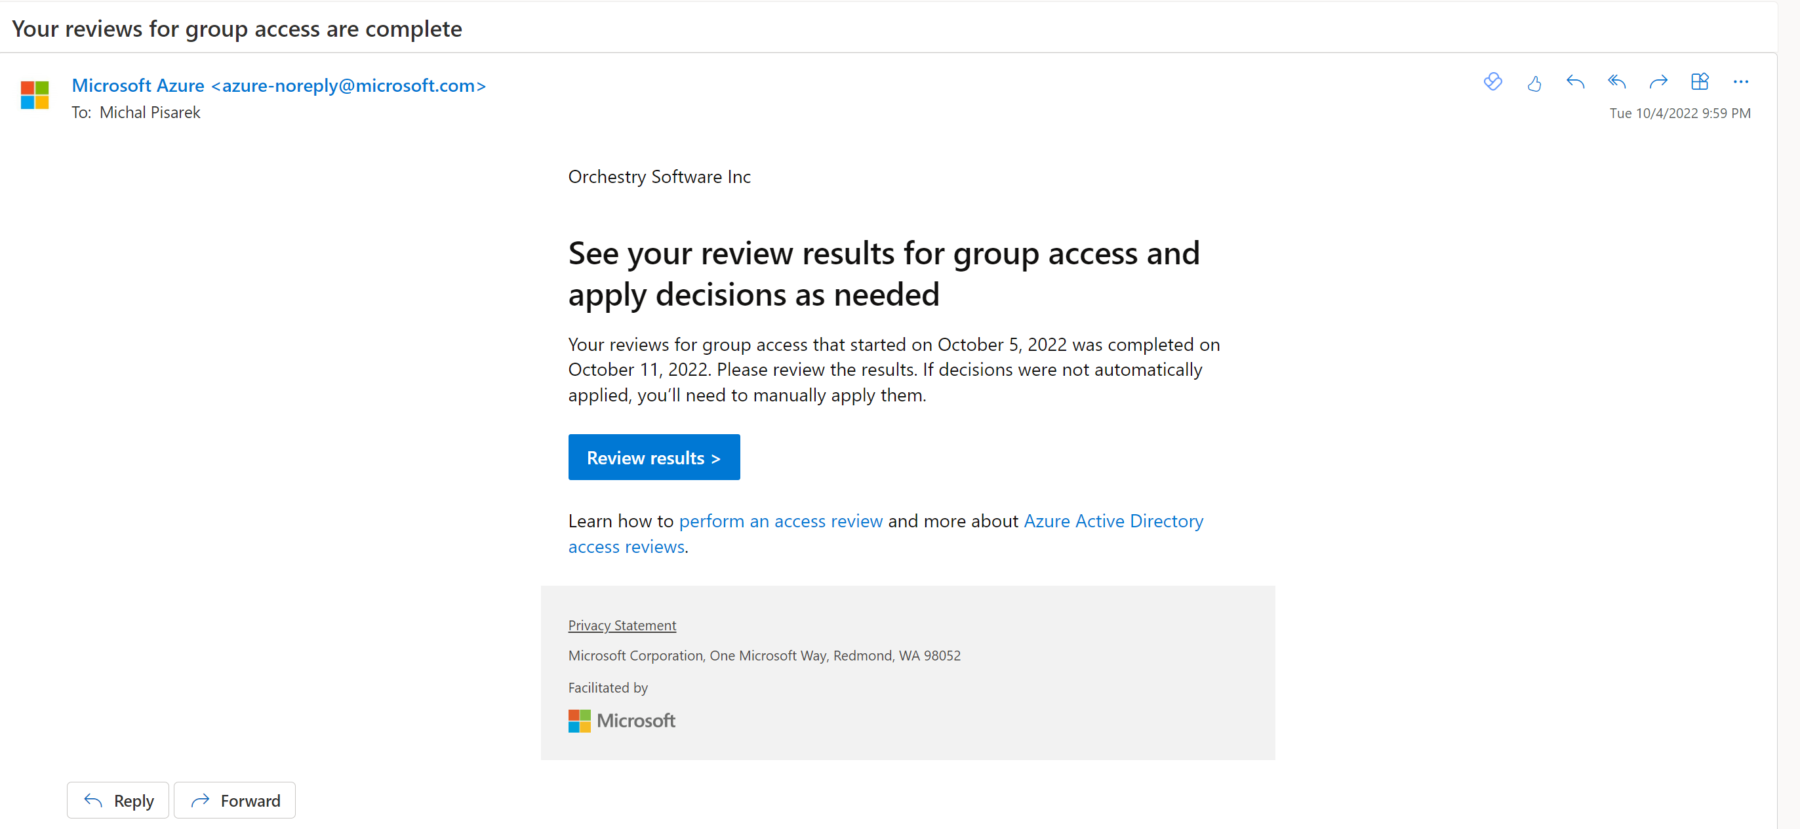 Your reviews for group access are complete
Microsoft Azure <azure-noreply@microsoft.com>
To: Michal Pisarek
Tue 10/4/2022 9:59 PM
Orchestry Software Inc
See your review results for group access and
apply decisions as needed
Your reviews for group access that started on October 5, 2022 was completed on
October 11, 2022. Please review the results. If decisions were not automatically
applied, you’ll need to manually apply them.
Review results >
Learn how to perform an access review and more about Azure Active Directory
access reviews.
Privacy Statement
Microsoft Corporation, One Microsoft Way, Redmond, WA 98052
Facilitated by
Microsoft
Reply
Forward